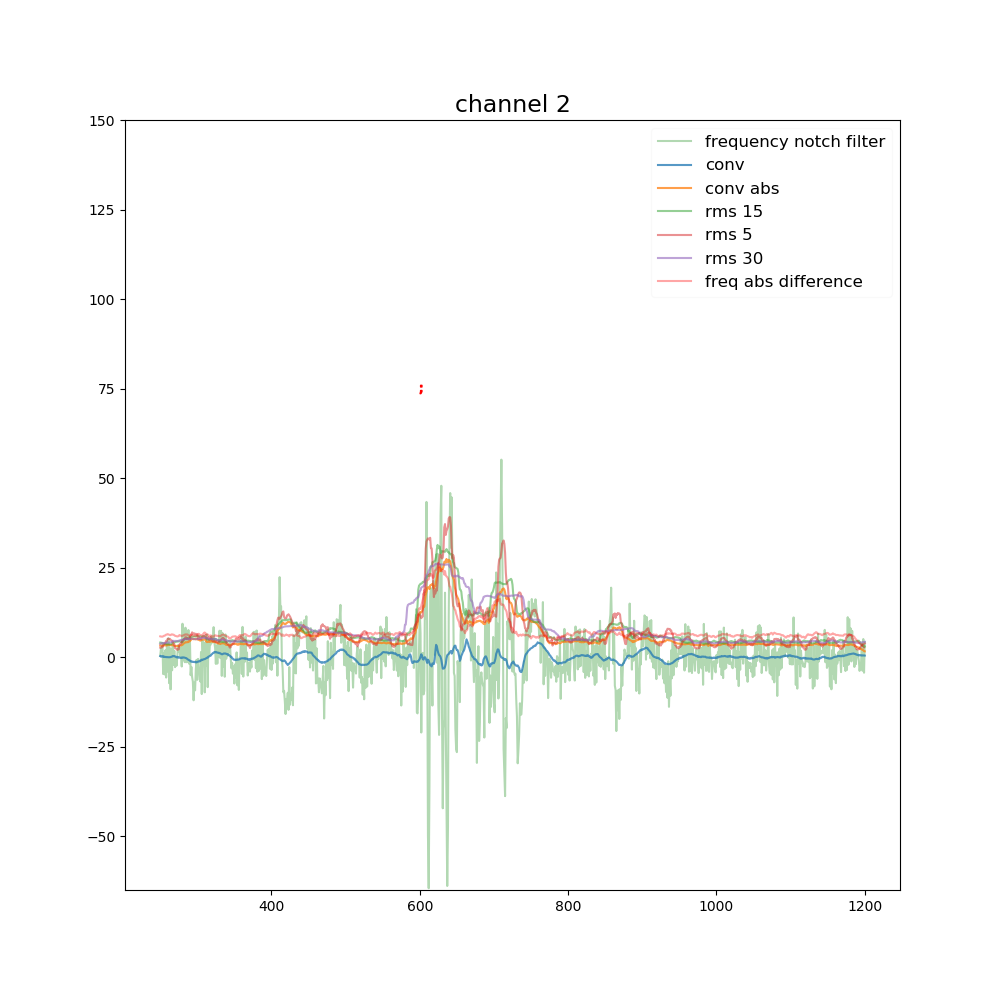 channel 2
150
125
100
75
50
25
0
−25
−50
frequency notch filter
conv
conv abs
rms 15
rms 5
rms 30
freq abs difference
;
400 600 800 1000 1200